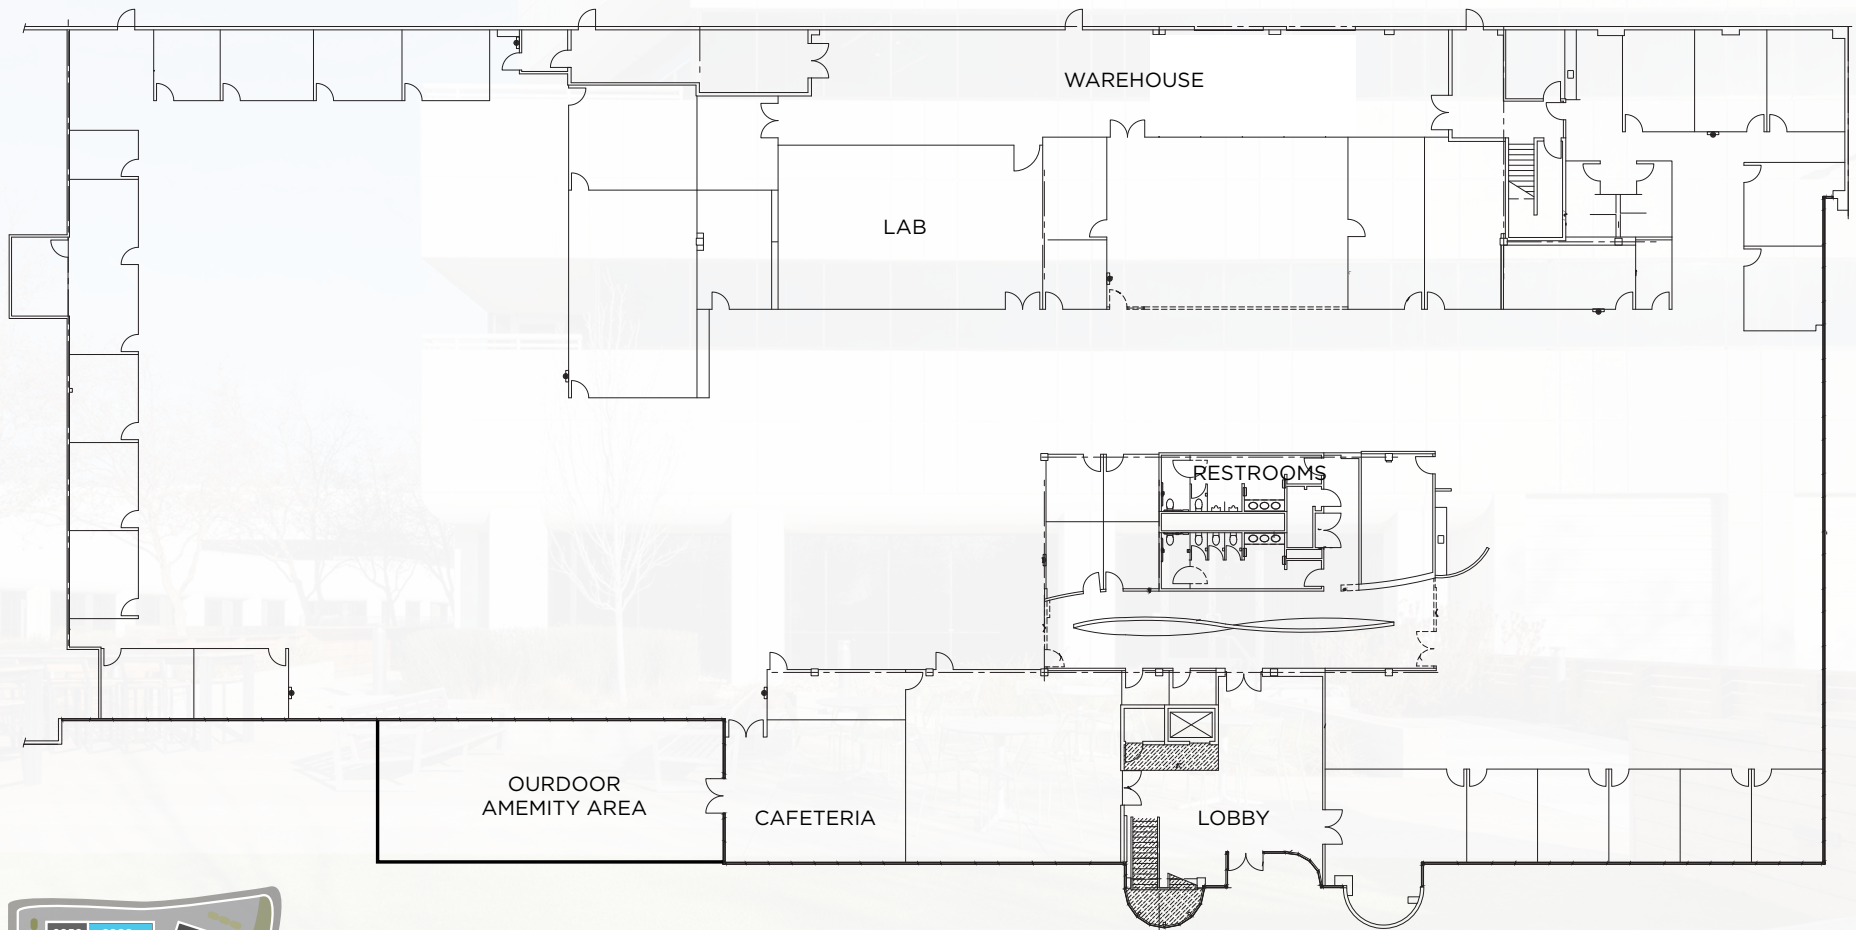 WAREHOUSE
LAB
RESTROOMS
OURDOOR
AMEMITY AREA
CAFETERIA
LOBBY